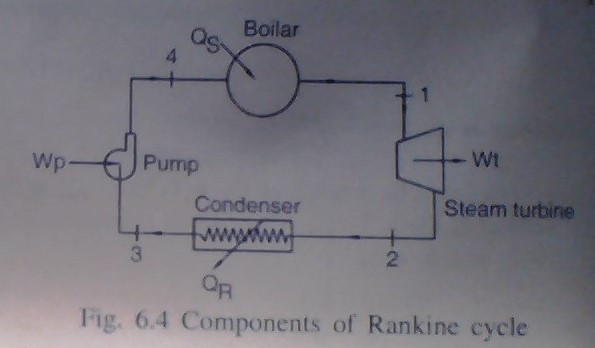 Boilar
QS
4
1
Wp
Pump
Wt
Condenser
Steam turbine
3
2
QR
Fig. 6.4 Components of Rankine cycle